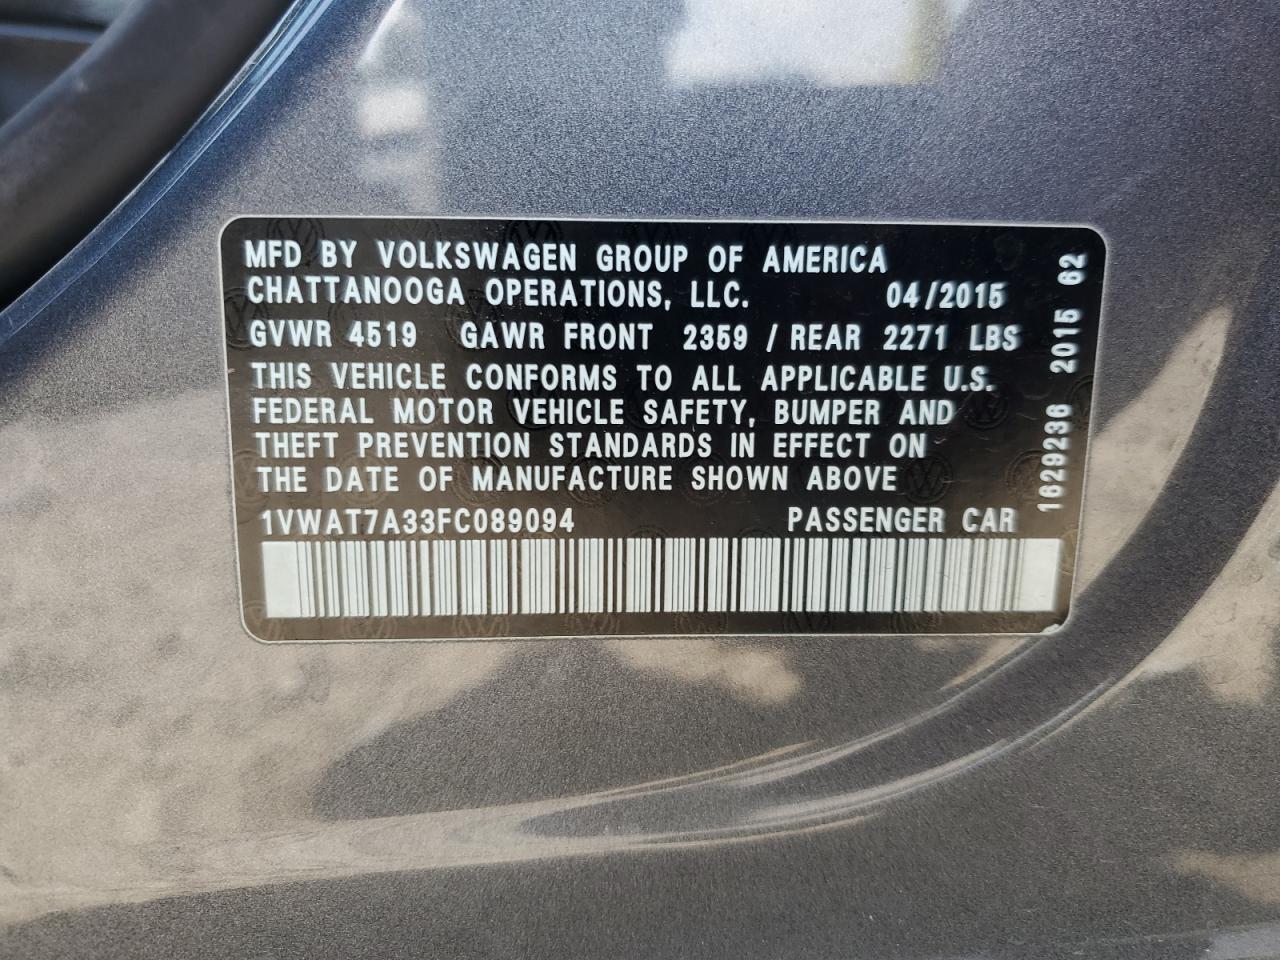 MFD BY VOLKSWAGEN GROUP OF AMERICA
CHATTANOOGA OPERATIONS, LLC. 04/2015
GVWR 4519 GAWR FRONT 2359 / REAR 2271 LBS
THIS VEHICLE CONFORMS TO ALL APPLICABLE U.S.
FEDERAL MOTOR VEHICLE SAFETY, BUMPER AND
THEFT PREVENTION STANDARDS IN EFFECT ON
THE DATE OF MANUFACTURE SHOWN ABOVE
1VWAT7A33FC089094 PASSENGER CAR
1629236 2015 62